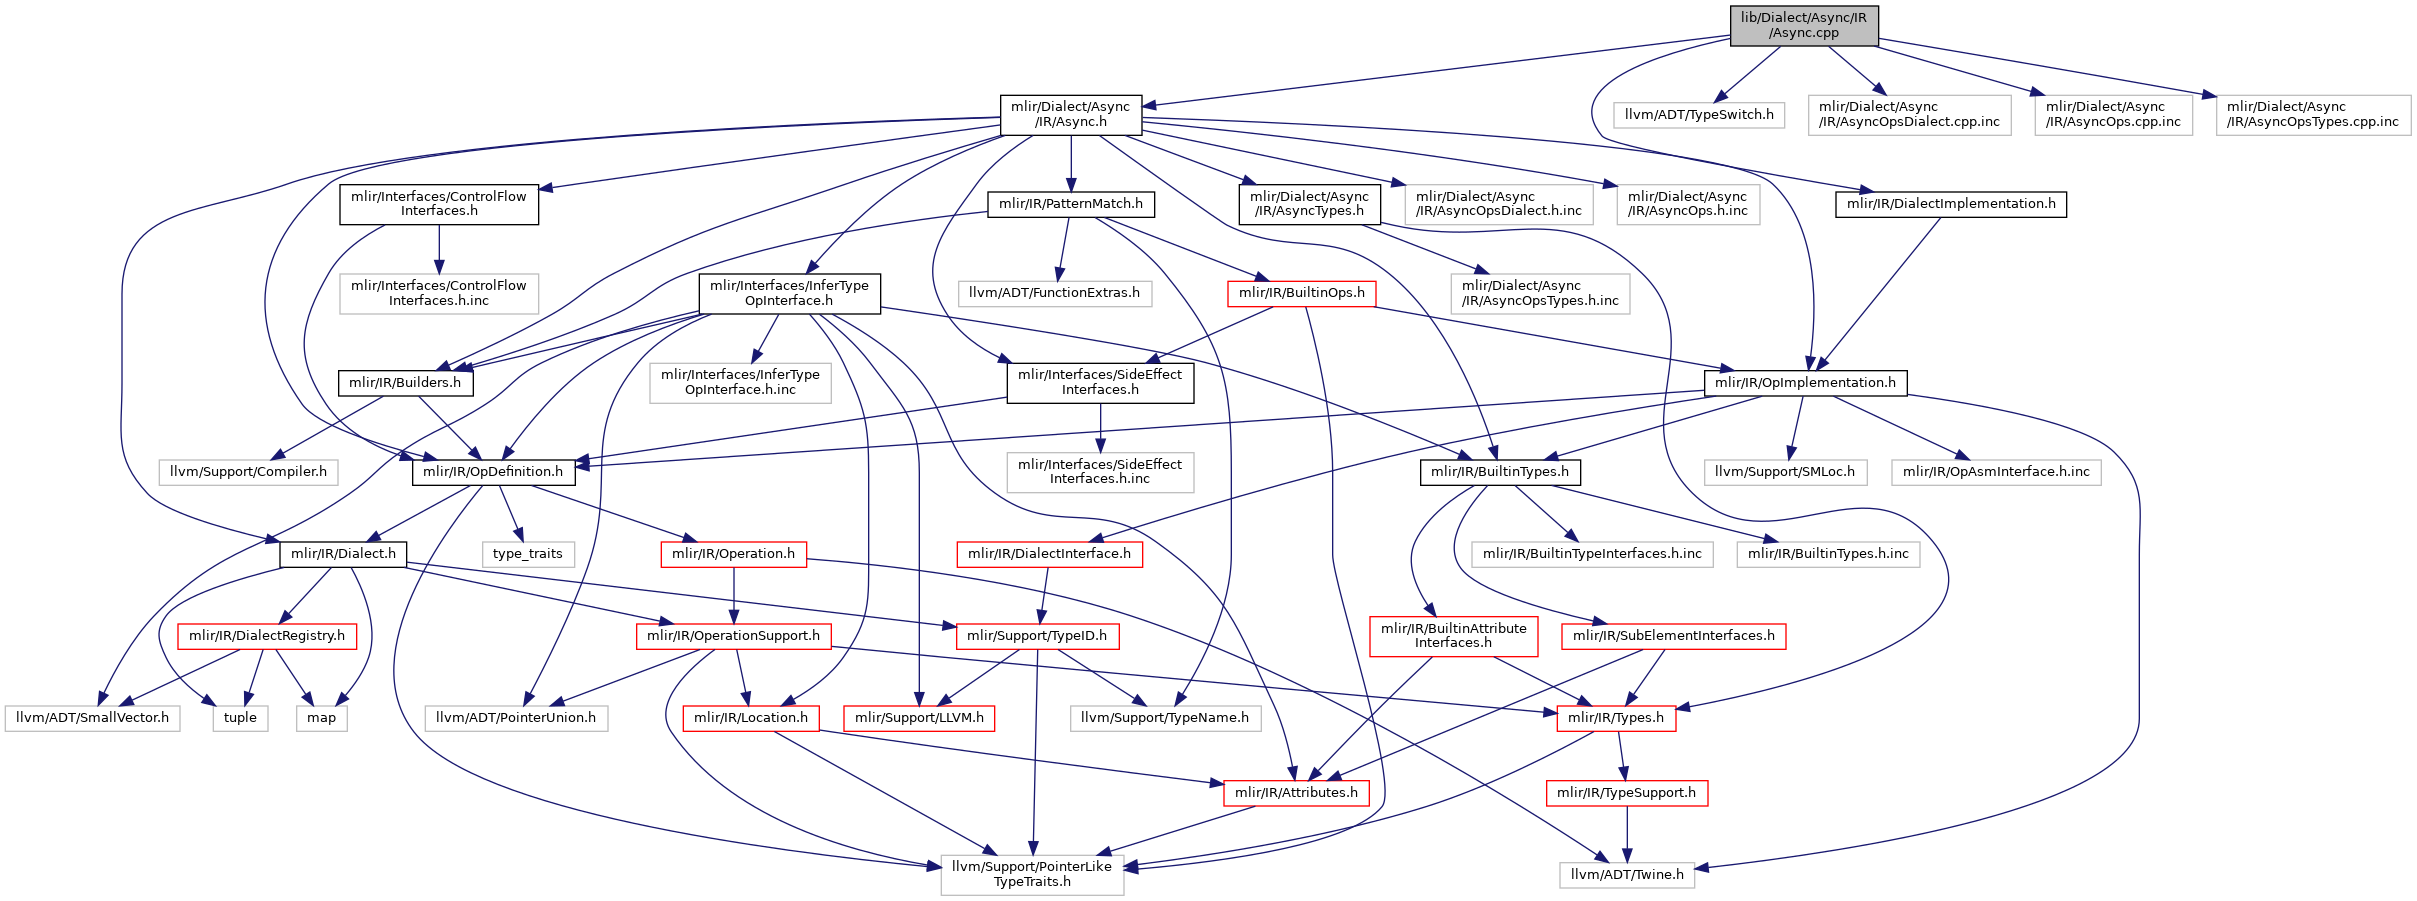 lib/Dialect/Async/IR
/Async.cpp
mlir/Dialect/Async
/IR/Async.h
llvm/ADT/TypeSwitch.h
mlir/Dialect/Async
/IR/AsyncOpsDialect.cpp.inc
mlir/Dialect/Async
/IR/AsyncOps.cpp.inc
mlir/Dialect/Async
/IR/AsyncOpsTypes.cpp.inc
mlir/Interfaces/ControlFlow
Interfaces.h
mlir/IR/PatternMatch.h
mlir/Dialect/Async
/IR/AsyncTypes.h
mlir/Dialect/Async
/IR/AsyncOpsDialect.h.inc
mlir/Dialect/Async
/IR/AsyncOps.h.inc
mlir/IR/DialectImplementation.h
mlir/Interfaces/ControlFlow
Interfaces.h.inc
mlir/Interfaces/InferType
OpInterface.h
llvm/ADT/FunctionExtras.h
mlir/IR/BuiltinOps.h
mlir/Dialect/Async
/IR/AsyncOpsTypes.h.inc
mlir/IR/Builders.h
mlir/Interfaces/InferType
OpInterface.h.inc
mlir/Interfaces/SideEffect
Interfaces.h
mlir/IR/OpImplementation.h
llvm/Support/Compiler.h
mlir/IR/OpDefinition.h
mlir/Interfaces/SideEffect
Interfaces.h.inc
mlir/IR/BuiltinTypes.h
llvm/Support/SMLoc.h
mlir/IR/OpAsmInterface.h.inc
mlir/IR/Dialect.h
type_traits
mlir/IR/Operation.h
mlir/IR/DialectInterface.h
mlir/IR/BuiltinTypeInterfaces.h.inc
mlir/IR/BuiltinTypes.h.inc
mlir/IR/DialectRegistry.h
mlir/IR/OperationSupport.h
mlir/Support/TypeID.h
mlir/IR/BuiltinAttribute
Interfaces.h
mlir/IR/SubElementInterfaces.h
llvm/ADT/SmallVector.h
tuple
map
llvm/ADT/PointerUnion.h
mlir/IR/Location.h
mlir/Support/LLVM.h
llvm/Support/TypeName.h
mlir/IR/Types.h
mlir/IR/Attributes.h
mlir/IR/TypeSupport.h
llvm/Support/PointerLike
TypeTraits.h
llvm/ADT/Twine.h